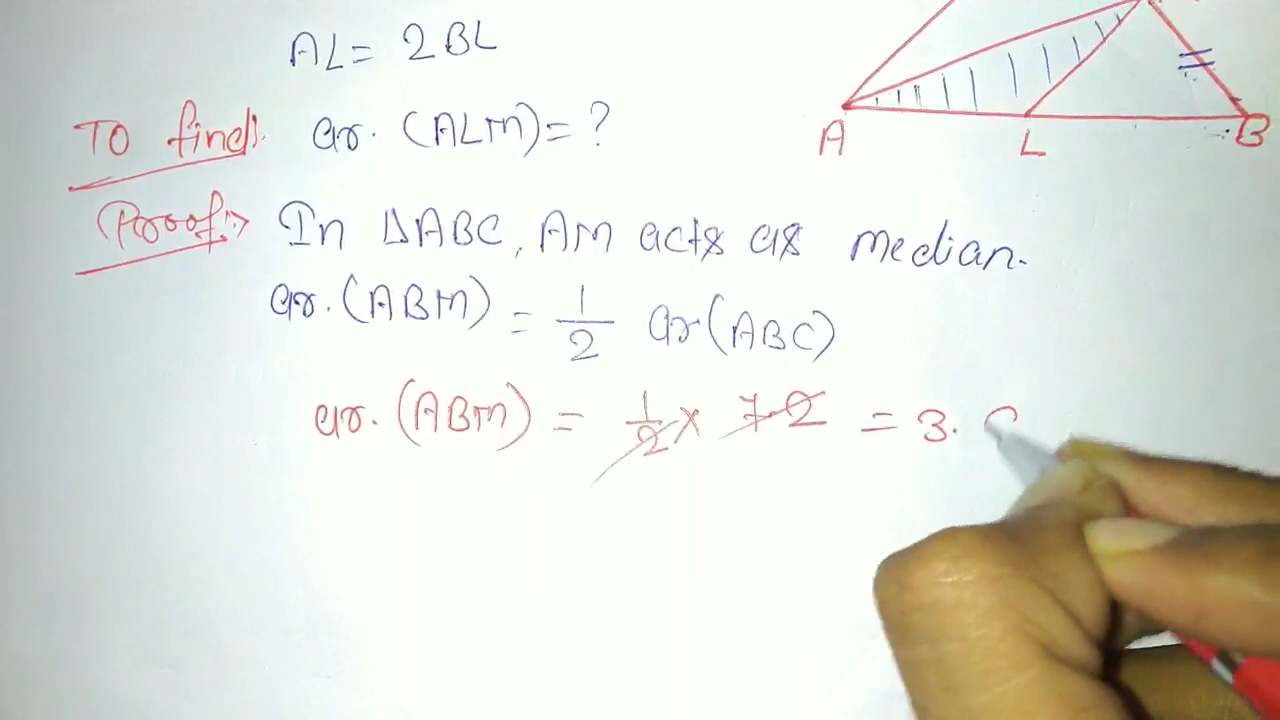 AL = 2BL
To find:- ar. (ALM) = ?
Proof:- In ΔABC, AM acts as median.
ar. (ABM) = 1/2 ar(ABC)
ar. (ABM) = 1/2 × 7.2 = 3.
A L B